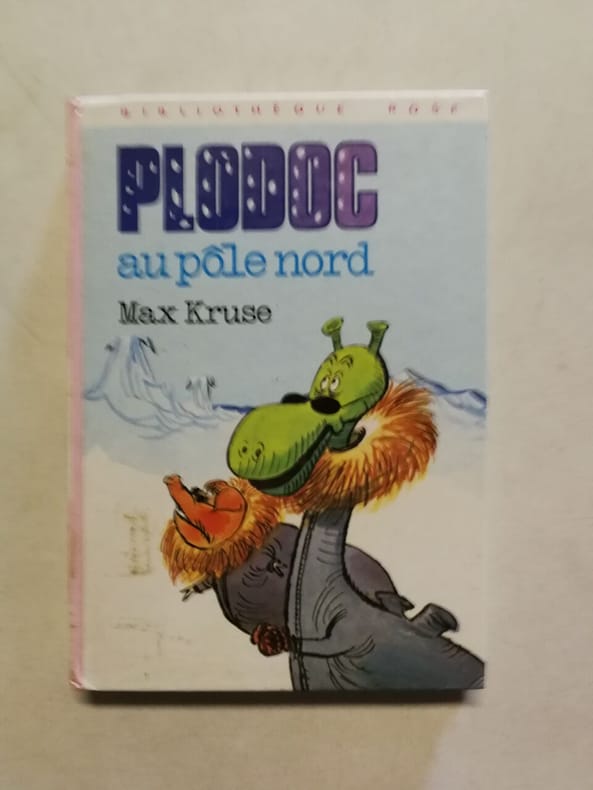 BIBLIOTHÈQUE ROSE
PLODOC
au pôle nord
Max Kruse